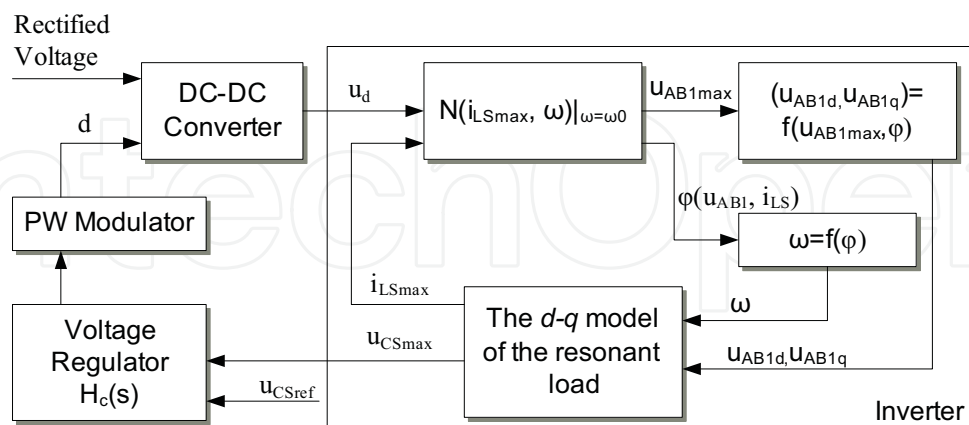 Rectified
Voltage
d
DC-DC
Converter
u_d
N(i_LSmax, ω)|_ω=ω0
u_AB1max
(u_AB1d,u_AB1q)=
f(u_AB1max,φ)
PW Modulator
φ(u_AB1, i_LS)
ω=f(φ)
i_LSmax
ω
Voltage
Regulator
H_c(s)
u_CSmax
u_CSref
The d-q model
of the resonant
load
u_AB1d,u_AB1q
Inverter